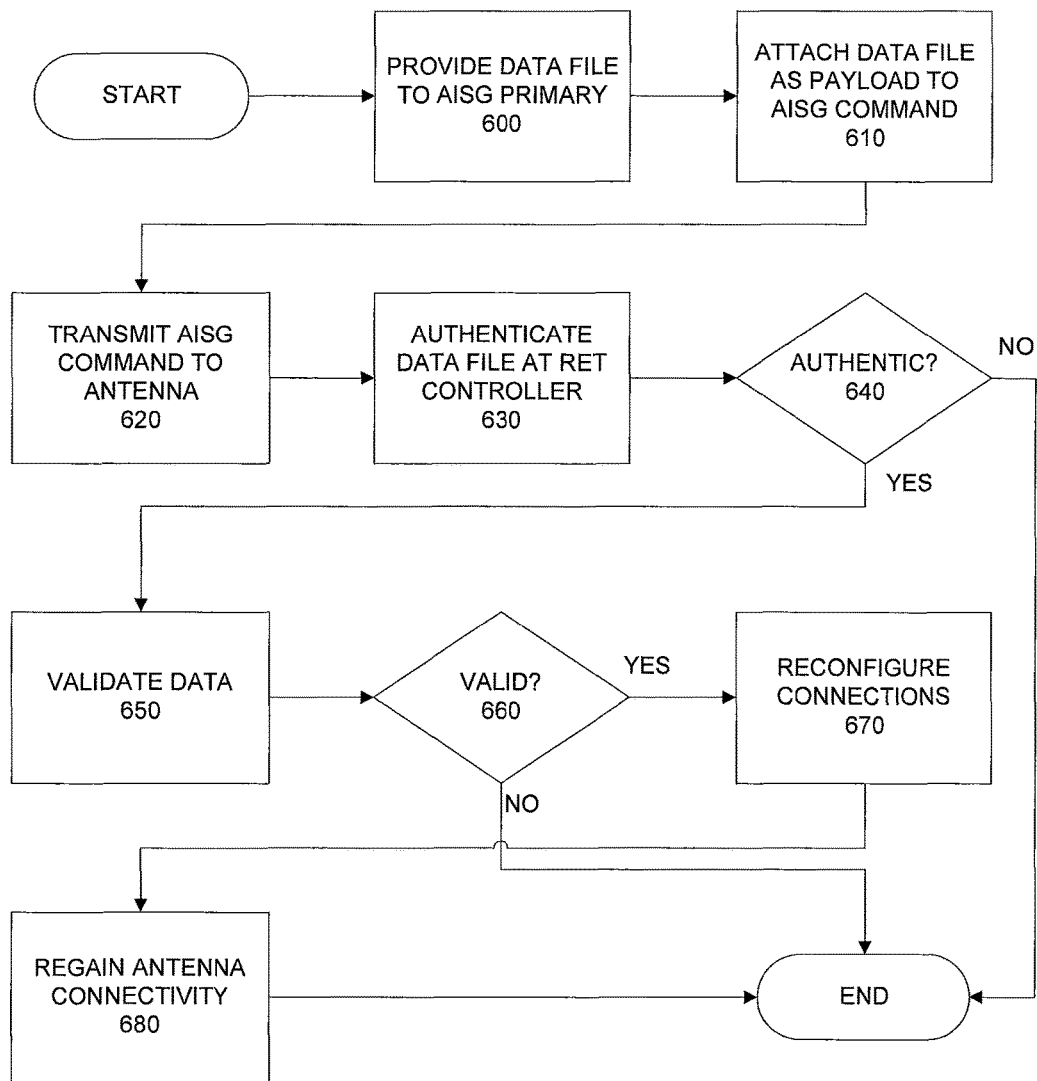 START
PROVIDE DATA FILE
TO AISG PRIMARY
600
ATTACH DATA FILE
AS PAYLOAD TO
AISG COMMAND
610
TRANSMIT AISG
COMMAND TO
ANTENNA
620
AUTHENTICATE
DATA FILE AT RET
CONTROLLER
630
AUTHENTIC?
640
NO
YES
VALIDATE DATA
650
VALID?
660
YES
NO
RECONFIGURE
CONNECTIONS
670
REGAIN ANTENNA
CONNECTIVITY
680
END